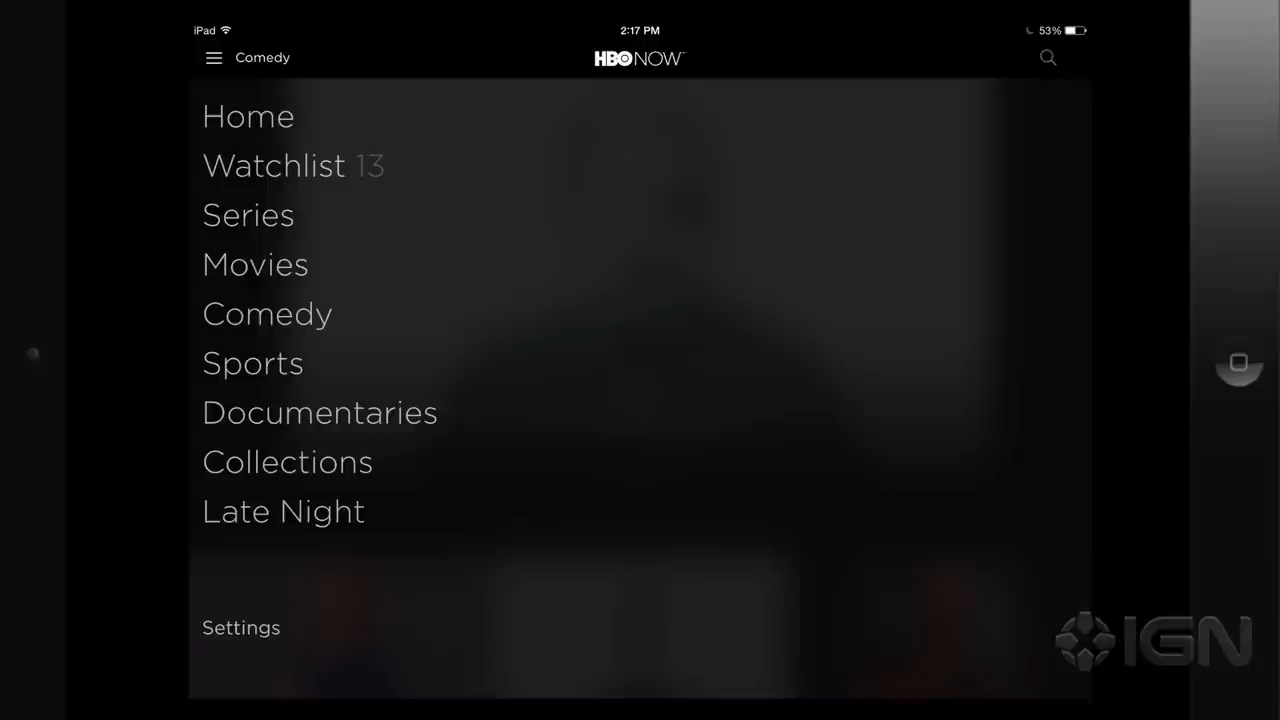 iPad 2:17 PM 53%
Comedy HBO NOW
Home
Watchlist 13
Series
Movies
Comedy
Sports
Documentaries
Collections
Late Night
Settings
IGN